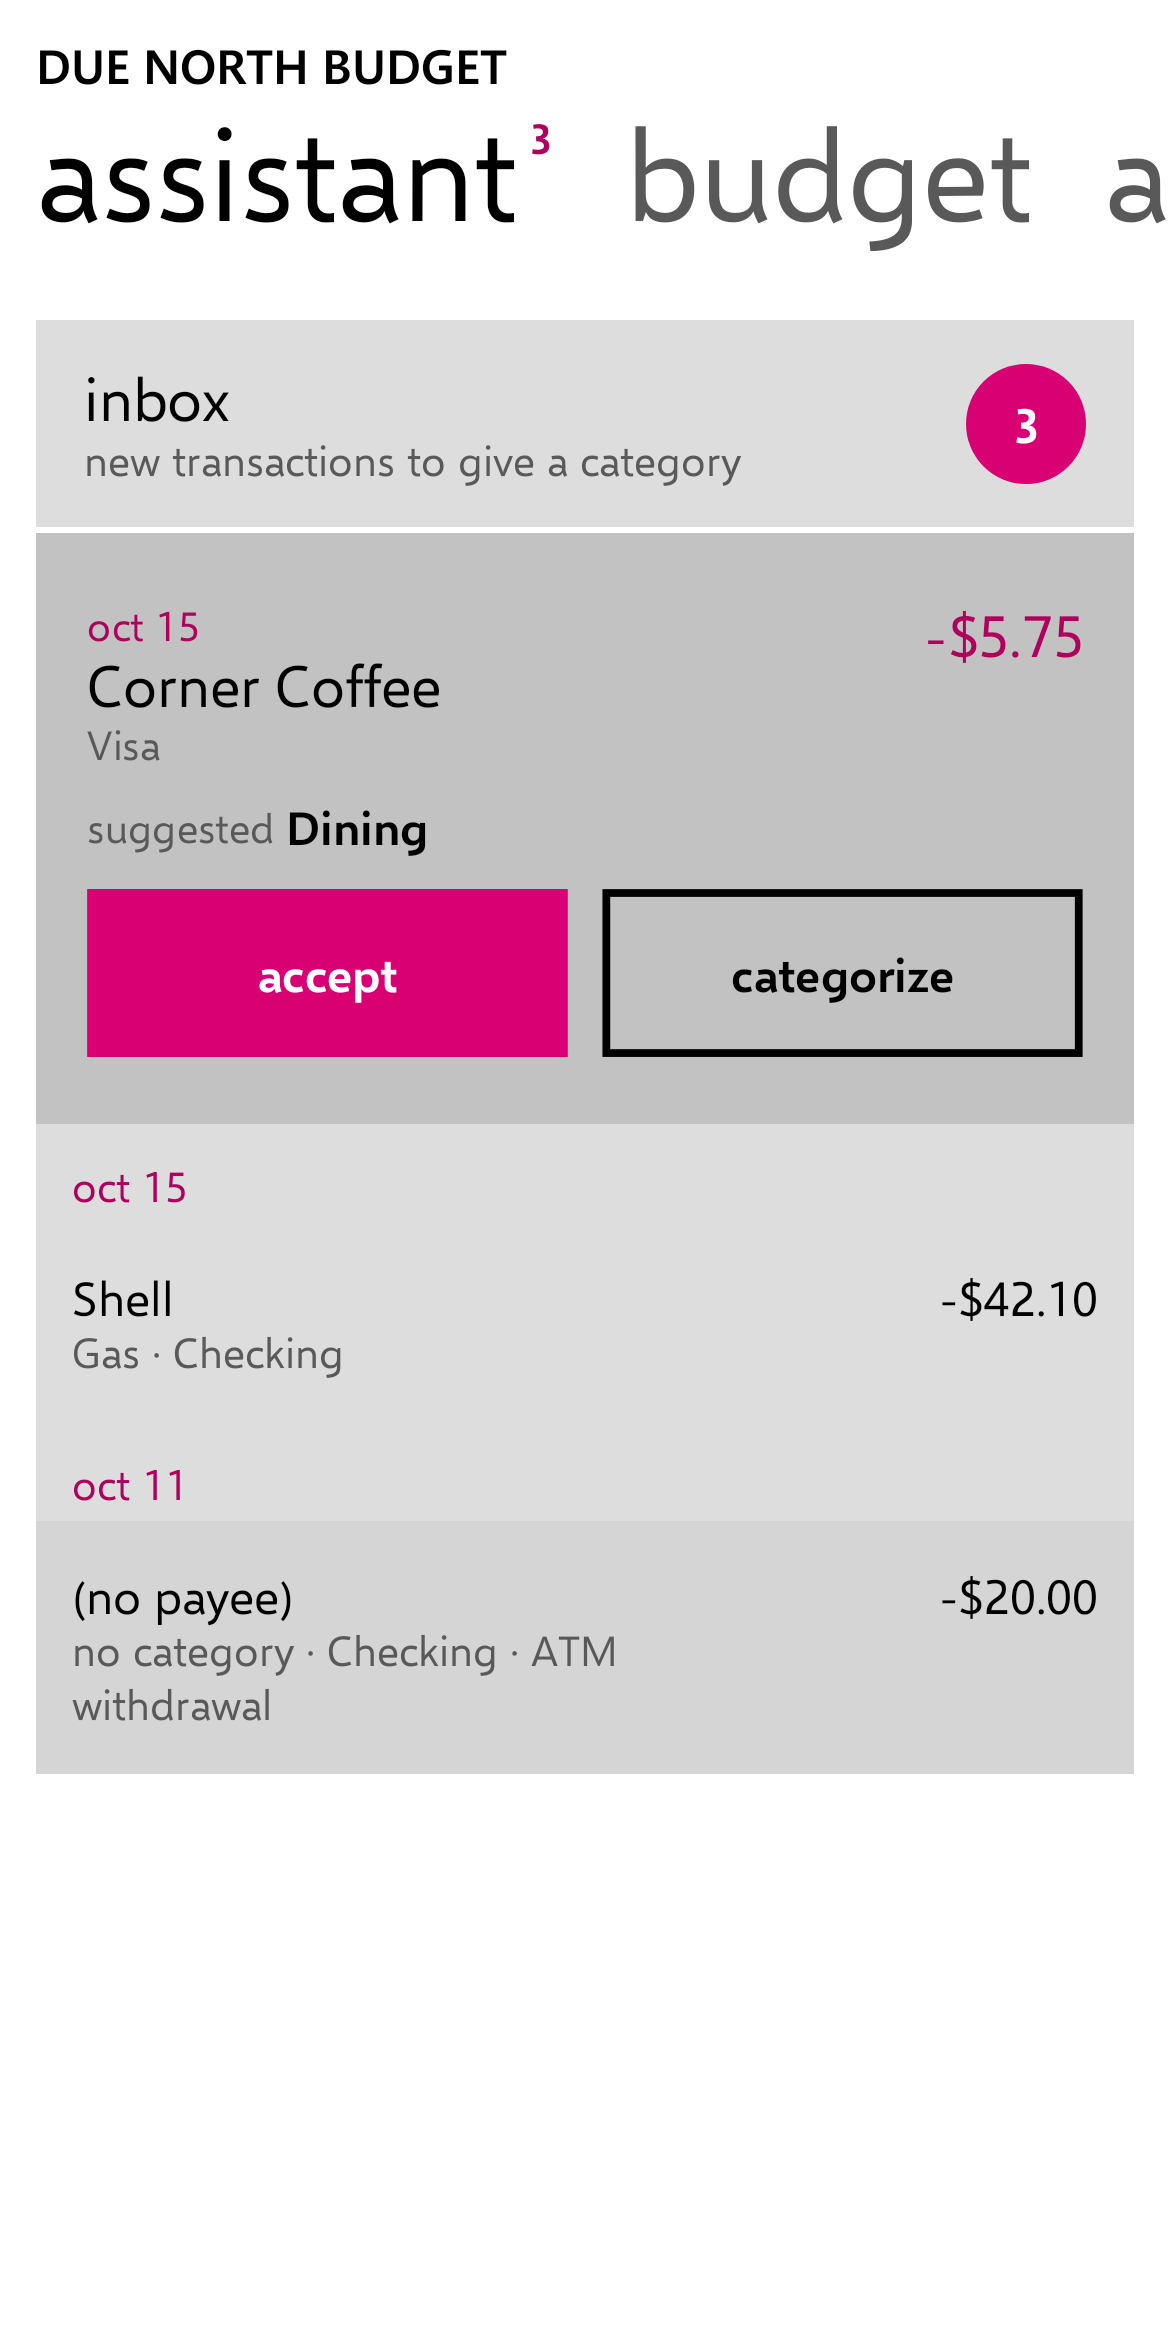 DUE NORTH BUDGET
assistant 3 budget a
inbox
3
new transactions to give a category
oct 15
-$5.75
Corner Coffee
Visa
suggested Dining
accept categorize
oct 15
Shell -$42.10
Gas · Checking
oct 11
(no payee) -$20.00
no category · Checking · ATM
withdrawal